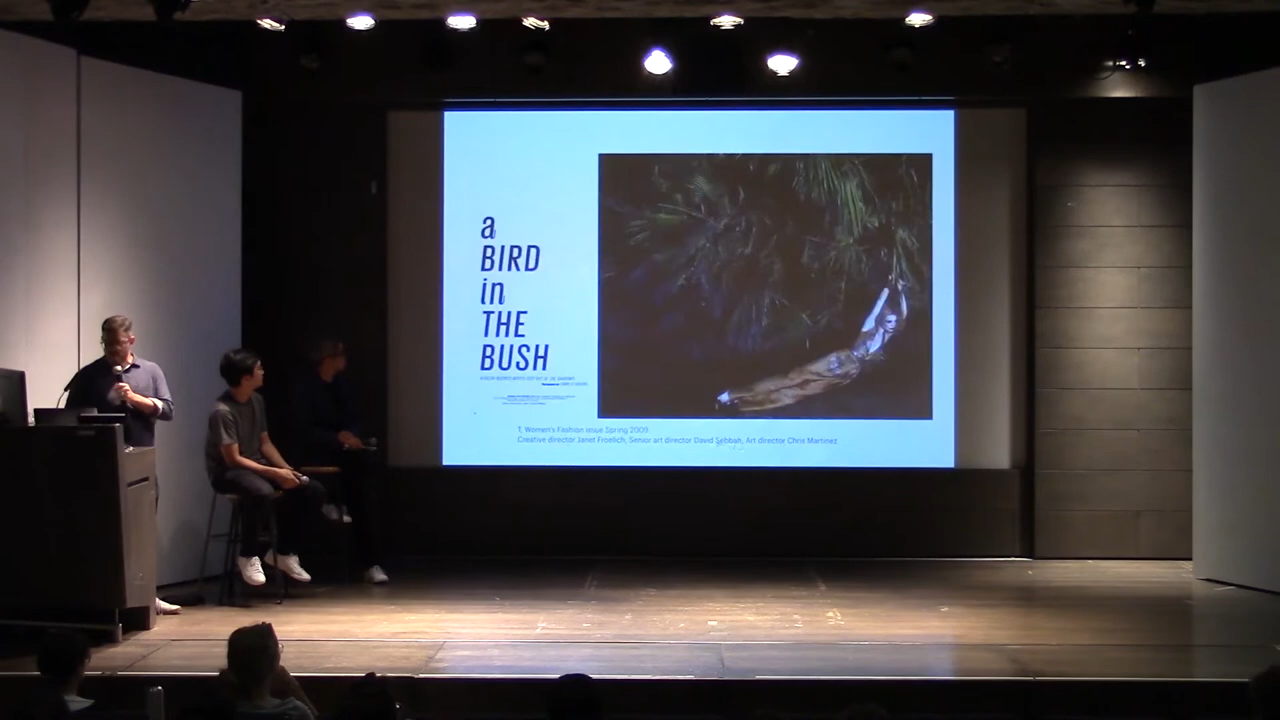 a
BIRD
in
THE
BUSH
1. Women's Fashion issue Spring 2009
Creative director Janet Froelich, Senior art director David Sebbah, Art director Chris Martinez